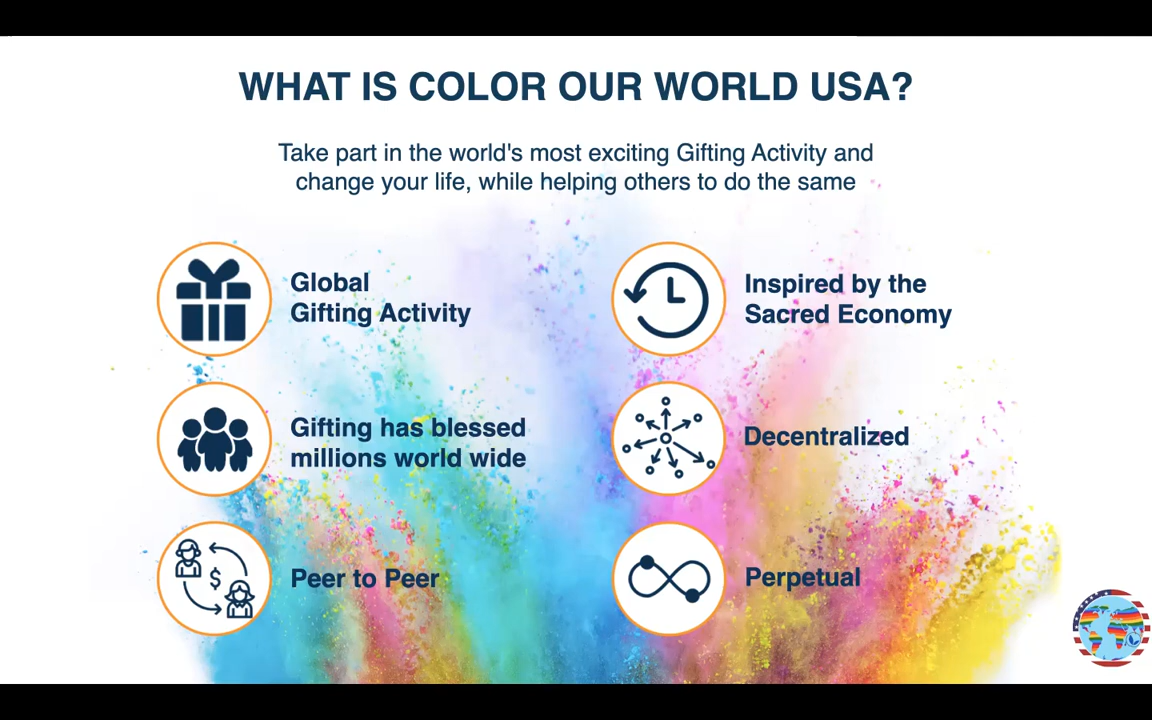 WHAT IS COLOR OUR WORLD USA?
Take part in the world's most exciting Gifting Activity and
change your life, while helping others to do the same
Global
Gifting Activity
Inspired by the
Sacred Economy
Gifting has blessed
millions world wide
Decentralized
$
Peer to Peer
Perpetual